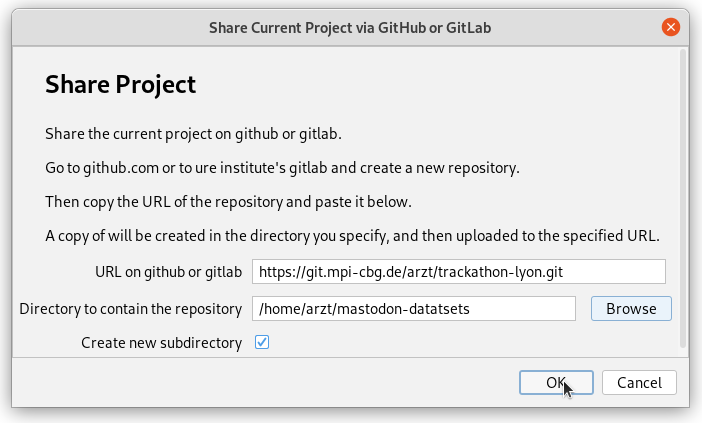 Share Current Project via GitHub or GitLab
Share Project
Share the current project on github or gitlab.
Go to github.com or to ure institute's gitlab and create a new repository.
Then copy the URL of the repository and paste it below.
A copy of will be created in the directory you specify, and then uploaded to the specified URL.
URL on github or gitlab https://git.mpi-cbg.de/arzt/trackathon-lyon.git
Directory to contain the repository /home/arzt/mastodon-datatsets Browse
Create new subdirectory
OK Cancel